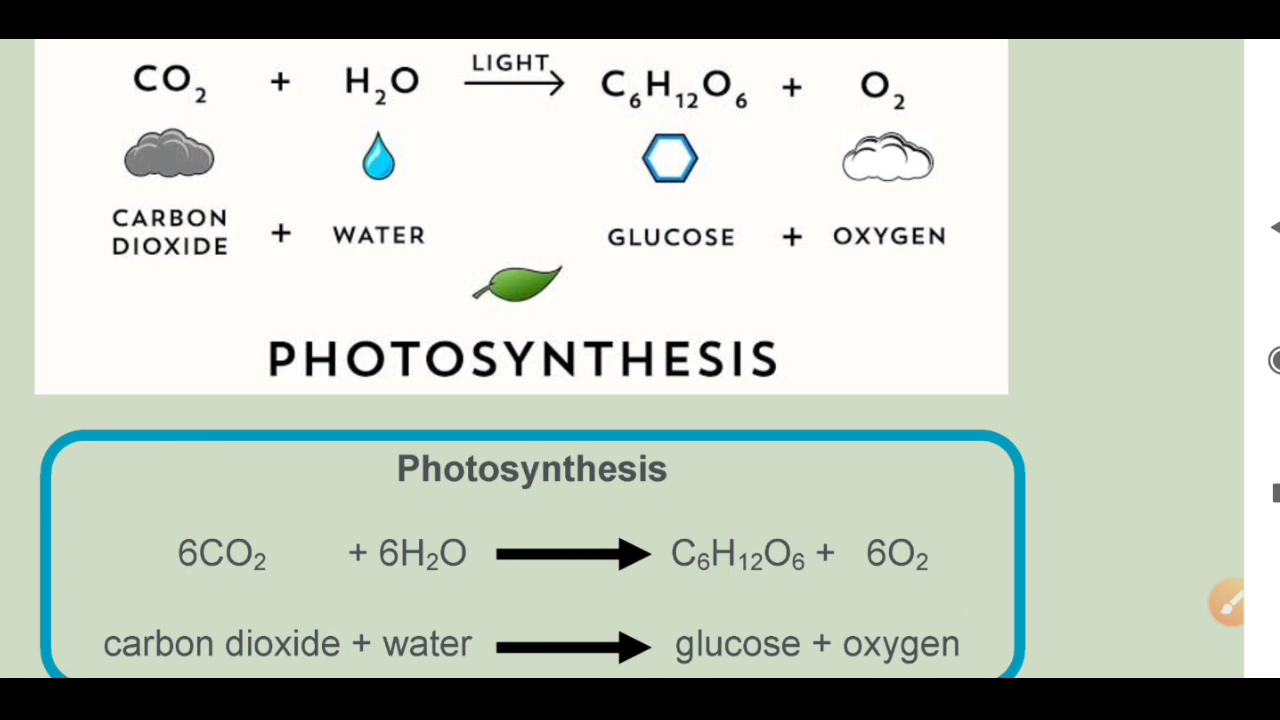 CO₂ + H₂O LIGHT → C₆H₁₂O₆ + O₂
CARBON DIOXIDE + WATER GLUCOSE + OXYGEN
PHOTOSYNTHESIS
Photosynthesis
6CO₂ + 6H₂O → C₆H₁₂O₆ + 6O₂
carbon dioxide + water → glucose + oxygen